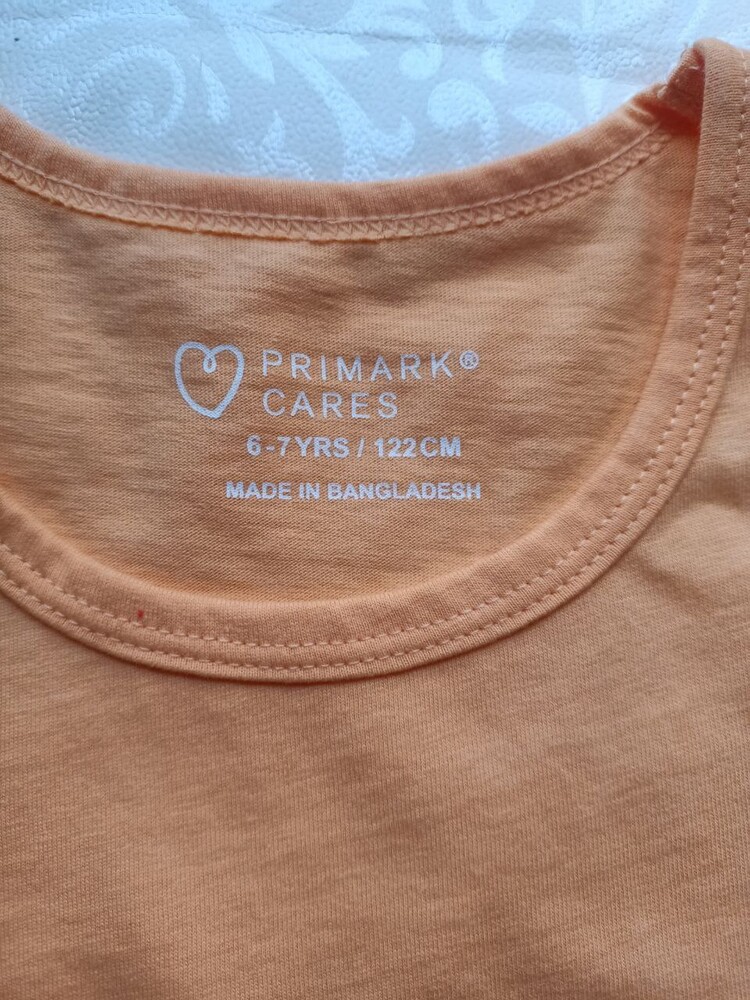 PRIMARK®
CARES
6-7YRS / 122CM
MADE IN BANGLADESH